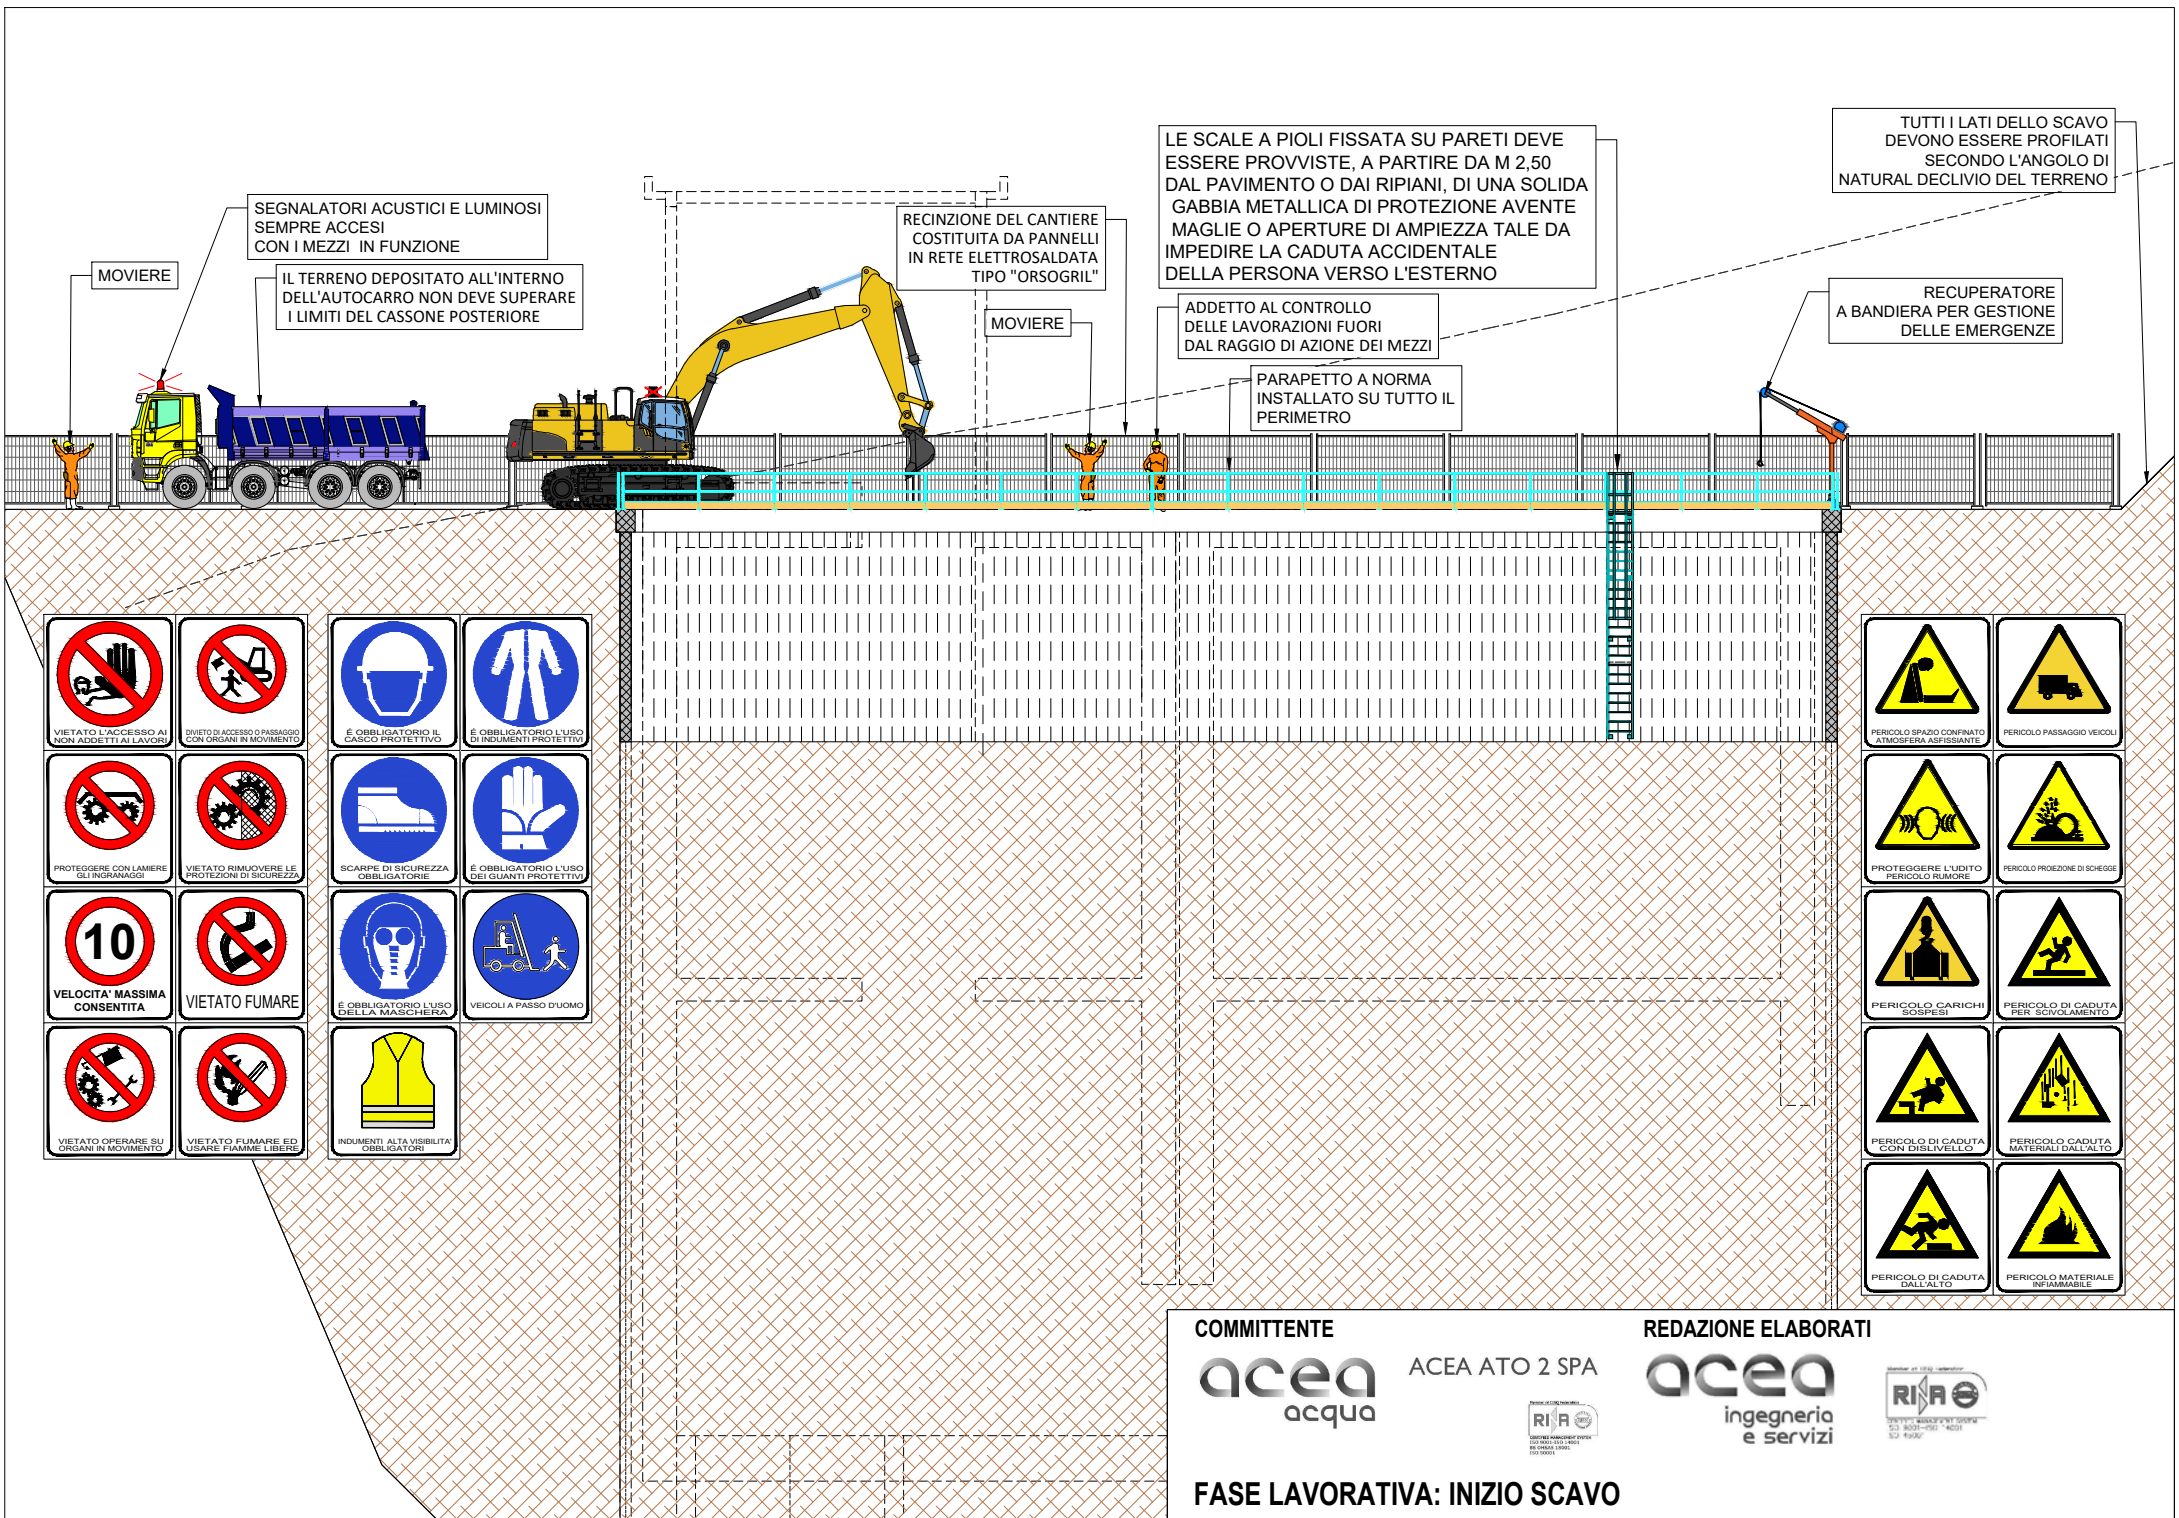 SEGNALATORI ACUSTICI E LUMINOSI
SEMPRE ACCESI
CON I MEZZI IN FUNZIONE
MOVIERE
IL TERRENO DEPOSITATO ALL'INTERNO
DELL'AUTOCARRO NON DEVE SUPERARE
I LIMITI DEL CASSONE POSTERIORE
RECINZIONE DEL CANTIERE
COSTITUITA DA PANNELLI
IN RETE ELETTROSALDATA
TIPO "ORSOGRIL"
MOVIERE
LE SCALE A PIOLI FISSATA SU PARETI DEVE
ESSERE PROVVISTE, A PARTIRE DA M 2,50
DAL PAVIMENTO O DAI RIPIANI, DI UNA SOLIDA
GABBIA METALLICA DI PROTEZIONE AVENTE
MAGLIE O APERTURE DI AMPIEZZA TALE DA
IMPEDIRE LA CADUTA ACCIDENTALE
DELLA PERSONA VERSO L'ESTERNO
ADDETTO AL CONTROLLO
DELLE LAVORAZIONI FUORI
DAL RAGGIO DI AZIONE DEI MEZZI
PARAPETTO A NORMA
INSTALLATO SU TUTTO IL
PERIMETRO
TUTTI I LATI DELLO SCAVO
DEVONO ESSERE PROFILATI
SECONDO L'ANGOLO DI
NATURAL DECLIVIO DEL TERRENO
RECUPERATORE
A BANDIERA PER GESTIONE
DELLE EMERGENZE
VIETATO L'ACCESSO AI
NON ADDETTI AI LAVORI
DIVIETO DI ACCESSO O PASSAGGIO
CON ORGANI IN MOVIMENTO
PROTEGGERE CON LAMIERE
GLI INGRANAGGI
VIETATO RIMUOVERE LE
PROTEZIONI DI SICUREZZA
10
VELOCITA' MASSIMA
CONSENTITA
VIETATO FUMARE
VIETATO OPERARE SU
ORGANI IN MOVIMENTO
VIETATO FUMARE ED
USARE FIAMME LIBERE
É OBBLIGATORIO IL
CASCO PROTETTIVO
É OBBLIGATORIO L'USO
DI INDUMENTI PROTETTIVI
SCARPE DI SICUREZZA
OBBLIGATORIE
É OBBLIGATORIO L'USO
DEI GUANTI PROTETTIVI
É OBBLIGATORIO L'USO
DELLA MASCHERA
VEICOLI A PASSO D'UOMO
INDUMENTI ALTA VISIBILITA'
OBBLIGATORI
PERICOLO SPAZIO CONFINATO
ATMOSFERA ASFISSIANTE
PERICOLO PASSAGGIO VEICOLI
PROTEGGERE L'UDITO
PERICOLO RUMORE
PERICOLO PROIEZIONE DI SCHEGGE
PERICOLO CARICHI
SOSPESI
PERICOLO DI CADUTA
PER SCIVOLAMENTO
PERICOLO DI CADUTA
CON DISLIVELLO
PERICOLO CADUTA
MATERIALI DALL'ALTO
PERICOLO DI CADUTA
DALL'ALTO
PERICOLO MATERIALE
INFIAMMABILE
COMMITTENTE
acea
acqua
ACEA ATO 2 SPA
RINA
REDAZIONE ELABORATI
acea
ingegneria
e servizi
RINA
FASE LAVORATIVA: INIZIO SCAVO